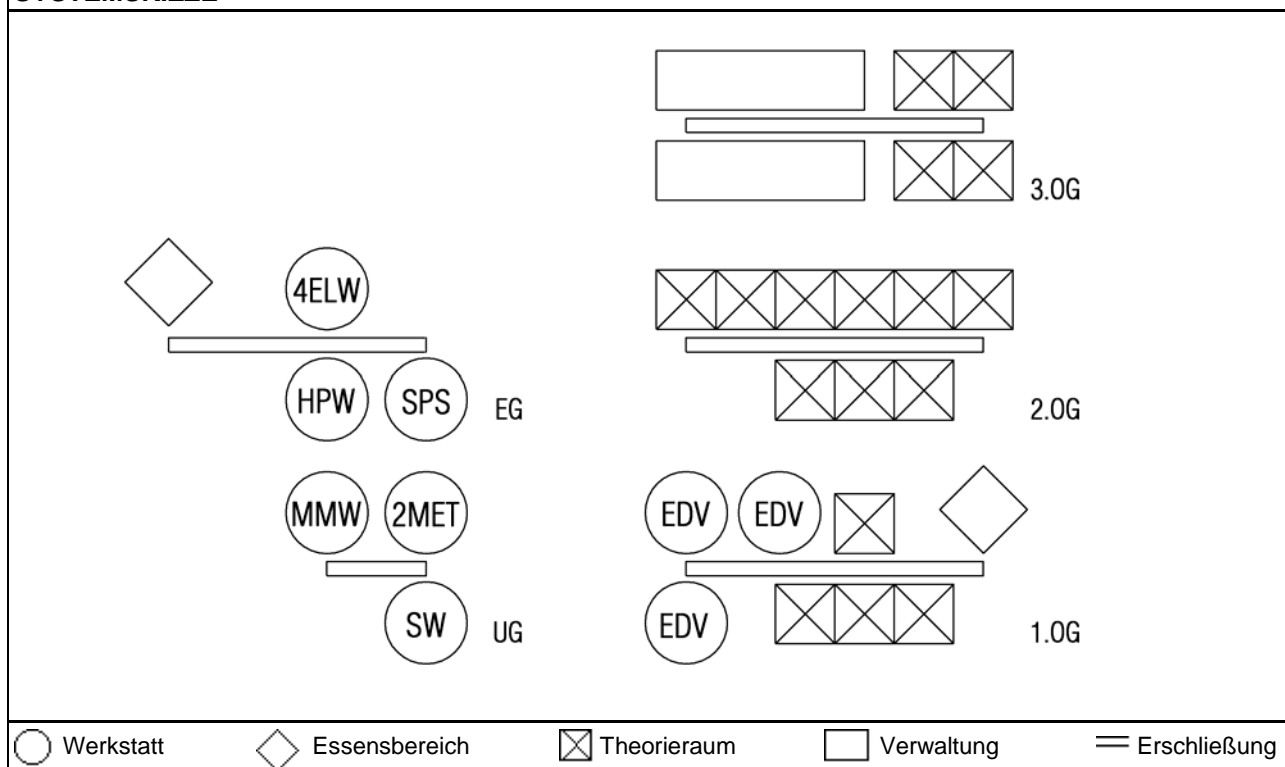 3.OG
4ELW
HPW SPS EG
2.OG
MMW 2MET
SW UG
EDV EDV
EDV 1.OG
Werkstatt Essensbereich Theorieraum Verwaltung Erschließung